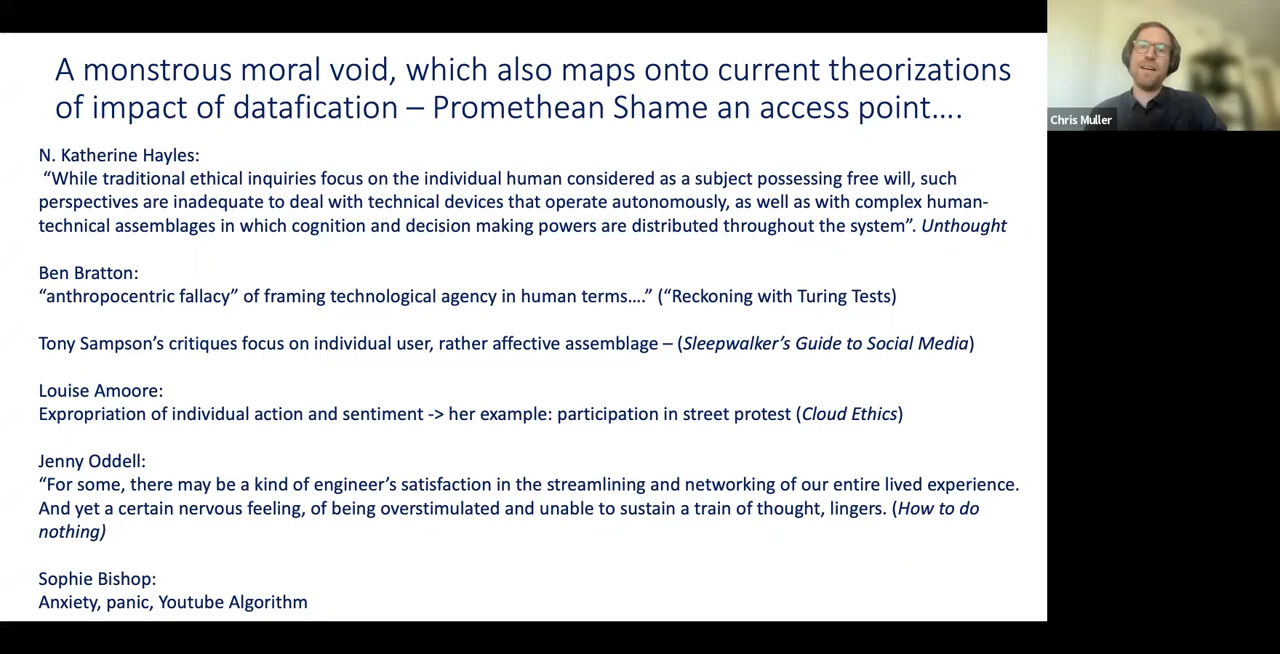 A monstrous moral void, which also maps onto current theorizations
of impact of datafication – Promethean Shame an access point….
Chris Muller
N. Katherine Hayles:
“While traditional ethical inquiries focus on the individual human considered as a subject possessing free will, such
perspectives are inadequate to deal with technical devices that operate autonomously, as well as with complex human-
technical assemblages in which cognition and decision making powers are distributed throughout the system”. Unthought
Ben Bratton:
“anthropocentric fallacy” of framing technological agency in human terms….” (“Reckoning with Turing Tests)
Tony Sampson’s critiques focus on individual user, rather affective assemblage – (Sleepwalker’s Guide to Social Media)
Louise Amoore:
Expropriation of individual action and sentiment -> her example: participation in street protest (Cloud Ethics)
Jenny Oddell:
“For some, there may be a kind of engineer’s satisfaction in the streamlining and networking of our entire lived experience.
And yet a certain nervous feeling, of being overstimulated and unable to sustain a train of thought, lingers. (How to do
nothing)
Sophie Bishop:
Anxiety, panic, Youtube Algorithm